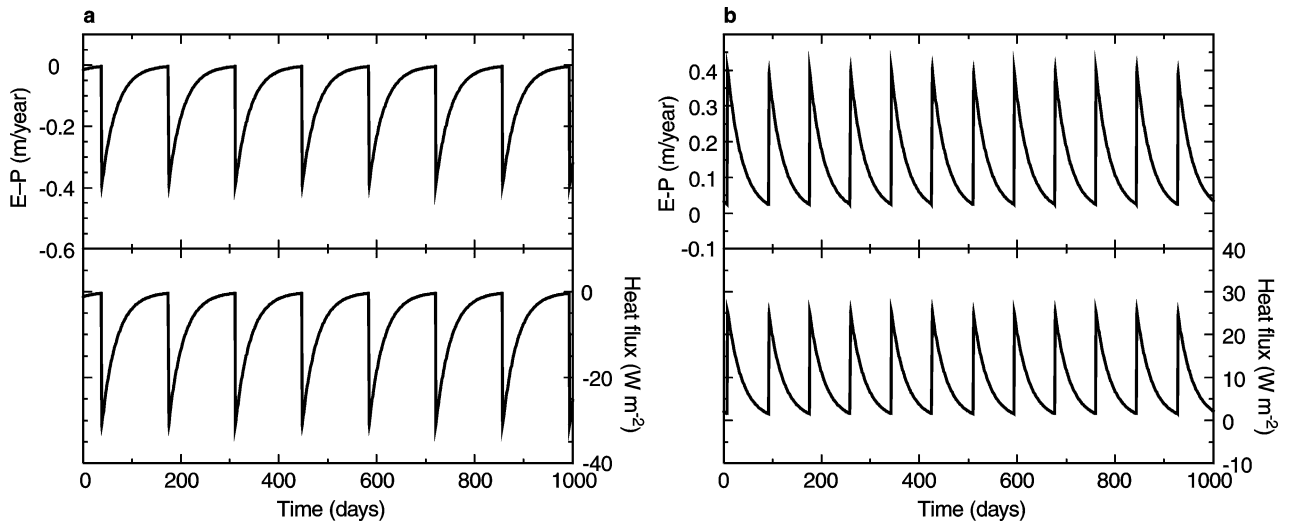 a
0
-0.2
-0.4
-0.6
E–P (m/year)
0
-20
-40
Heat flux (W m-2)
0 200 400 600 800 1000
Time (days)
b
0.4
0.3
0.2
0.1
0
-0.1
E-P (m/year)
40
30
20
10
0
-10
Heat flux (W m-2)
0 200 400 600 800 1000
Time (days)